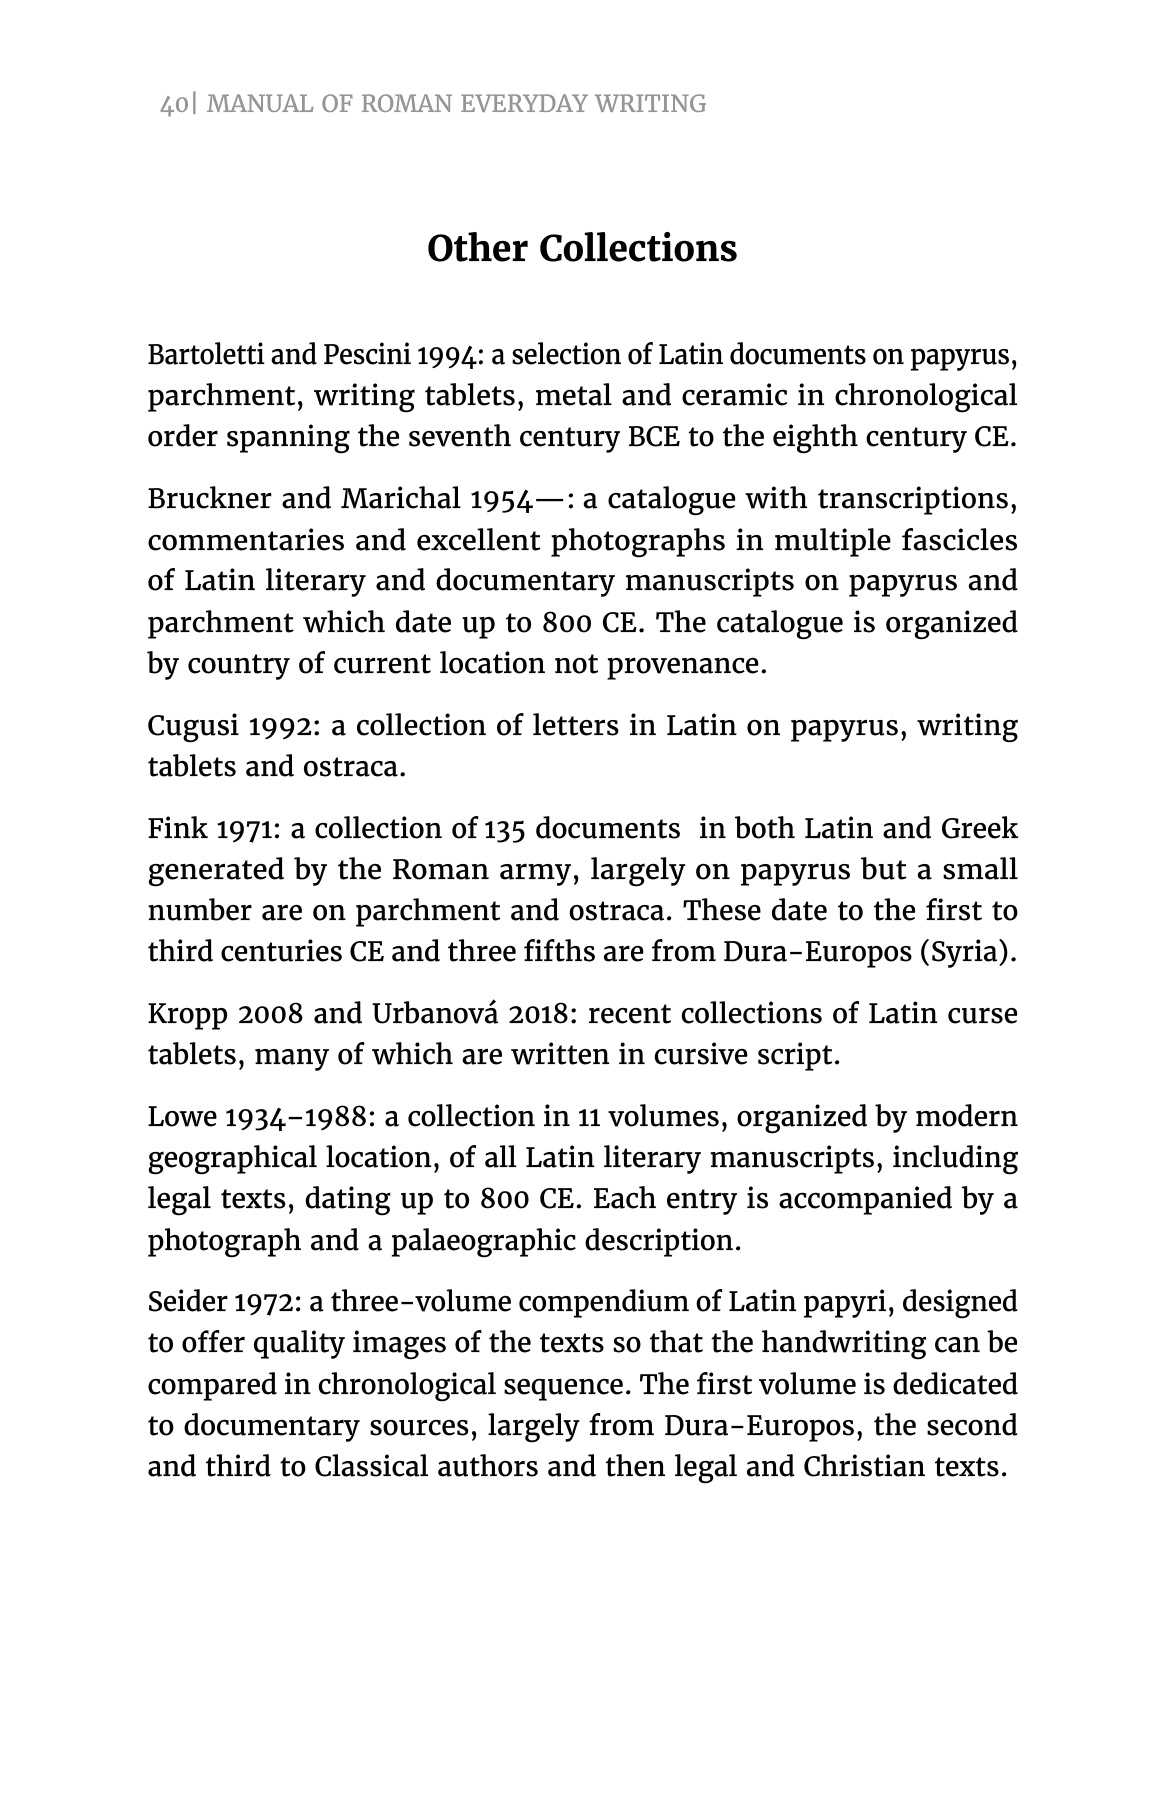 40| MANUAL OF ROMAN EVERYDAY WRITING
Other Collections
Bartoletti and Pescini 1994: a selection of Latin documents on papyrus,
parchment, writing tablets, metal and ceramic in chronological
order spanning the seventh century BCE to the eighth century CE.
Bruckner and Marichal 1954—: a catalogue with transcriptions,
commentaries and excellent photographs in multiple fascicles
of Latin literary and documentary manuscripts on papyrus and
parchment which date up to 800 CE. The catalogue is organized
by country of current location not provenance.
Cugusi 1992: a collection of letters in Latin on papyrus, writing
tablets and ostraca.
Fink 1971: a collection of 135 documents  in both Latin and Greek
generated by the Roman army, largely on papyrus but a small
number are on parchment and ostraca. These date to the first to
third centuries CE and three fifths are from Dura-Europos (Syria).
Kropp 2008 and Urbanová 2018: recent collections of Latin curse
tablets, many of which are written in cursive script.
Lowe 1934–1988: a collection in 11 volumes, organized by modern
geographical location, of all Latin literary manuscripts, including
legal texts, dating up to 800 CE. Each entry is accompanied by a
photograph and a palaeographic description.
Seider 1972: a three-volume compendium of Latin papyri, designed
to offer quality images of the texts so that the handwriting can be
compared in chronological sequence. The first volume is dedicated
to documentary sources, largely from Dura-Europos, the second
and third to Classical authors and then legal and Christian texts.